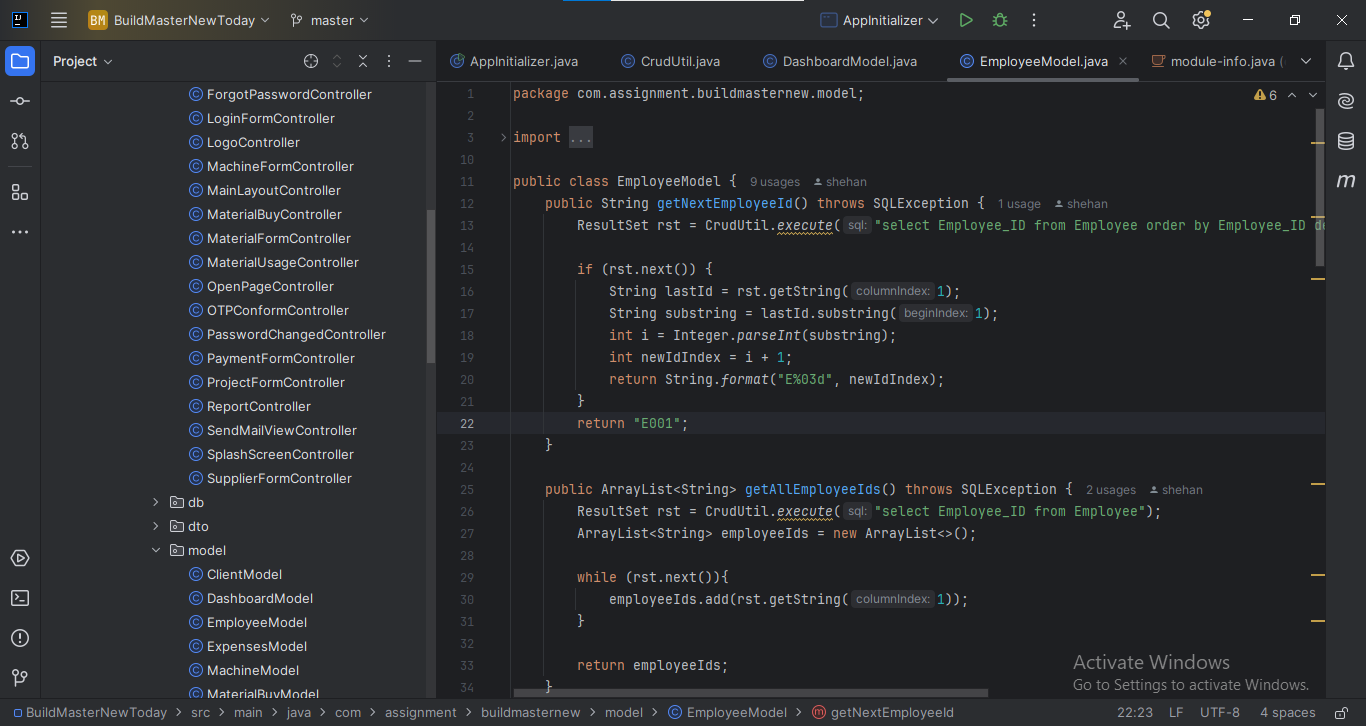 BM BuildMasterNewToday master AppInitializer
Project
AppInitializer.java CrudUtil.java DashboardModel.java EmployeeModel.java module-info.java (
ForgotPasswordController
LoginFormController
LogoController
MachineFormController
MainLayoutController
MaterialBuyController
MaterialFormController
MaterialUsageController
OpenPageController
OTPConformController
PasswordChangedController
PaymentFormController
ProjectFormController
ReportController
SendMailViewController
SplashScreenController
SupplierFormController
db
dto
model
ClientModel
DashboardModel
EmployeeModel
ExpensesModel
MachineModel
MaterialBuyModel
6
1 package com.assignment.buildmasternew.model;
2
3 import ...
10
11 public class EmployeeModel { 9 usages shehan
12 public String getNextEmployeeId() throws SQLException { 1 usage shehan
13 ResultSet rst = CrudUtil.execute( sql: "select Employee_ID from Employee order by Employee_ID de
14
15 if (rst.next()) {
16 String lastId = rst.getString( columnIndex: 1);
17 String substring = lastId.substring( beginIndex: 1);
18 int i = Integer.parseInt(substring);
19 int newIdIndex = i + 1;
20 return String.format("E%03d", newIdIndex);
21 }
22 return "E001";
23 }
24
25 public ArrayList<String> getAllEmployeeIds() throws SQLException { 2 usages shehan
26 ResultSet rst = CrudUtil.execute( sql: "select Employee_ID from Employee");
27 ArrayList<String> employeeIds = new ArrayList<>();
28
29 while (rst.next()){
30 employeeIds.add(rst.getString( columnIndex: 1));
31 }
32
33 return employeeIds;
34 }
Activate Windows
Go to Settings to activate Windows.
BuildMasterNewToday > src > main > java > com > assignment > buildmasternew > model > EmployeeModel > getNextEmployeeId 22:23 LF UTF-8 4 spaces